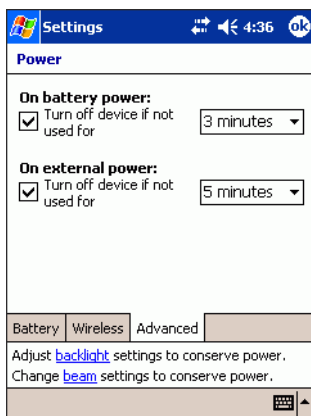 Settings 4:36 ok
Power
On battery power:
Turn off device if not
used for
3 minutes
On external power:
Turn off device if not
used for
5 minutes
Battery Wireless Advanced
Adjust backlight settings to conserve power.
Change beam settings to conserve power.